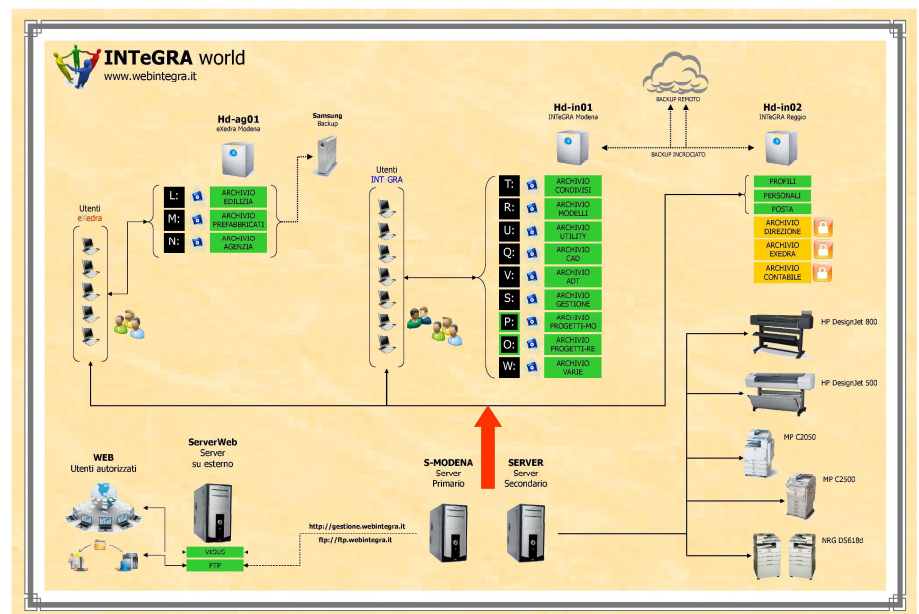 INTeGRA world
www.webintegra.it
BACKUP REMOTO
Hd-ag01
eXedra Modena
Samsung
Backup
Hd-in01
INTeGRA Modena
Hd-in02
INTeGRA Reggio
BACKUP INCROCIATO
Utenti
eXedra
L:
ARCHIVIO
EDILIZIA
M:
ARCHIVIO
PREFABBRICATI
N:
ARCHIVIO
AGENZIA
Utenti
INT GRA
T:
ARCHIVIO
CONDIVISI
R:
ARCHIVIO
MODELLI
U:
ARCHIVIO
UTILITY
Q:
ARCHIVIO
CAD
V:
ARCHIVIO
ADT
S:
ARCHIVIO
GESTIONE
P:
ARCHIVIO
PROGETTI-MO
O:
ARCHIVIO
PROGETTI-RE
W:
ARCHIVIO
VARIE
PROFILI
PERSONALI
POSTA
ARCHIVIO
DIREZIONE
ARCHIVIO
EXEDRA
ARCHIVIO
CONTABILE
HP DesignJet 800
HP DesignJet 500
MP C2050
MP C2500
NRG DS618d
WEB
Utenti autorizzati
ServerWeb
Server
su esterno
VISUS
FTP
http://gestione.webintegra.it
ftp://ftp.webintegra.it
S-MODENA
Server
Primario
SERVER
Server
Secondario